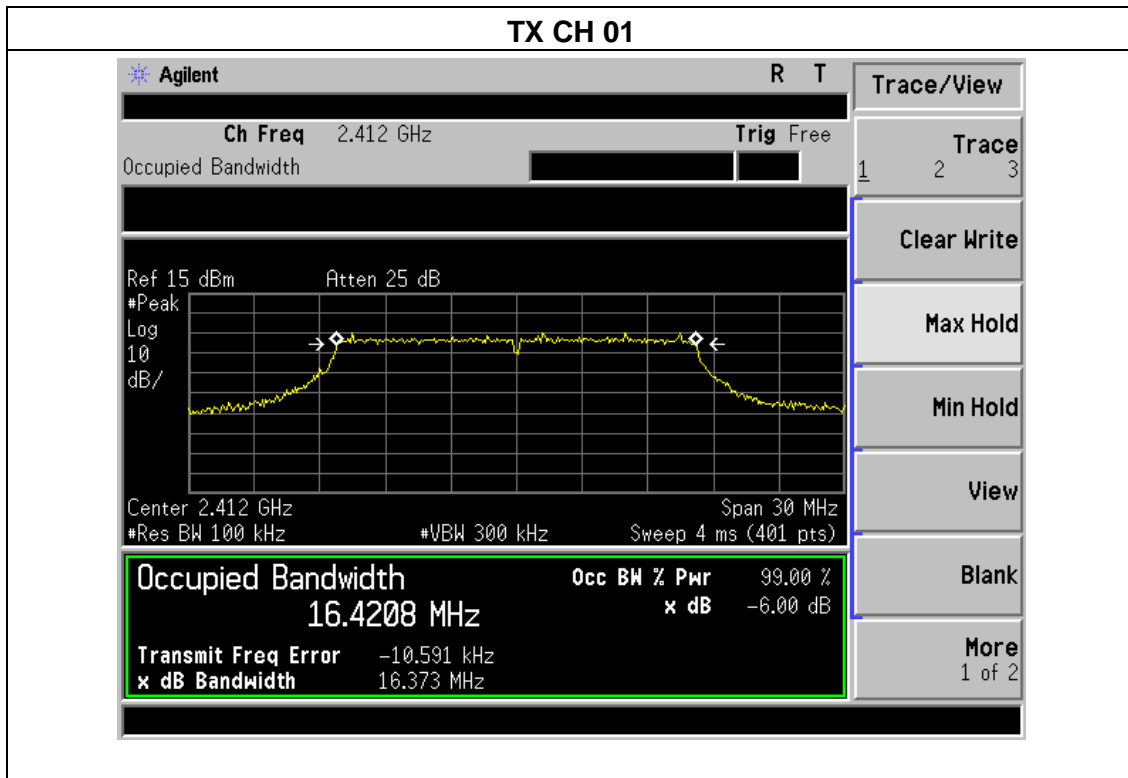 TX CH 01
Agilent R T
Trace/View
Ch Freq 2.412 GHz Trig Free
Occupied Bandwidth
Trace
1 2 3
Clear Write
Ref 15 dBm Atten 25 dB
#Peak
Log
10
dB/
Max Hold
Min Hold
View
Center 2.412 GHz Span 30 MHz
#Res BW 100 kHz #VBW 300 kHz Sweep 4 ms (401 pts)
Occupied Bandwidth Occ BW % Pwr 99.00 %
16.4208 MHz x dB -6.00 dB
Blank
Transmit Freq Error -10.591 kHz
x dB Bandwidth 16.373 MHz
More
1 of 2